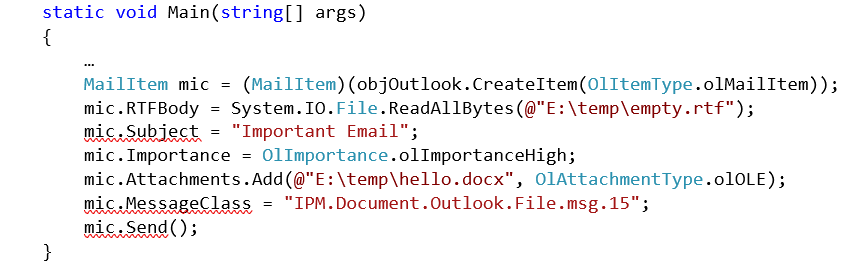 static void Main(string[] args)
{
…
MailItem mic = (MailItem)(objOutlook.CreateItem(OlItemType.olMailItem));
mic.RTFBody = System.IO.File.ReadAllBytes(@"E:\temp\empty.rtf");
mic.Subject = "Important Email";
mic.Importance = OlImportance.olImportanceHigh;
mic.Attachments.Add(@"E:\temp\hello.docx", OlAttachmentType.olOLE);
mic.MessageClass = "IPM.Document.Outlook.File.msg.15";
mic.Send();
}